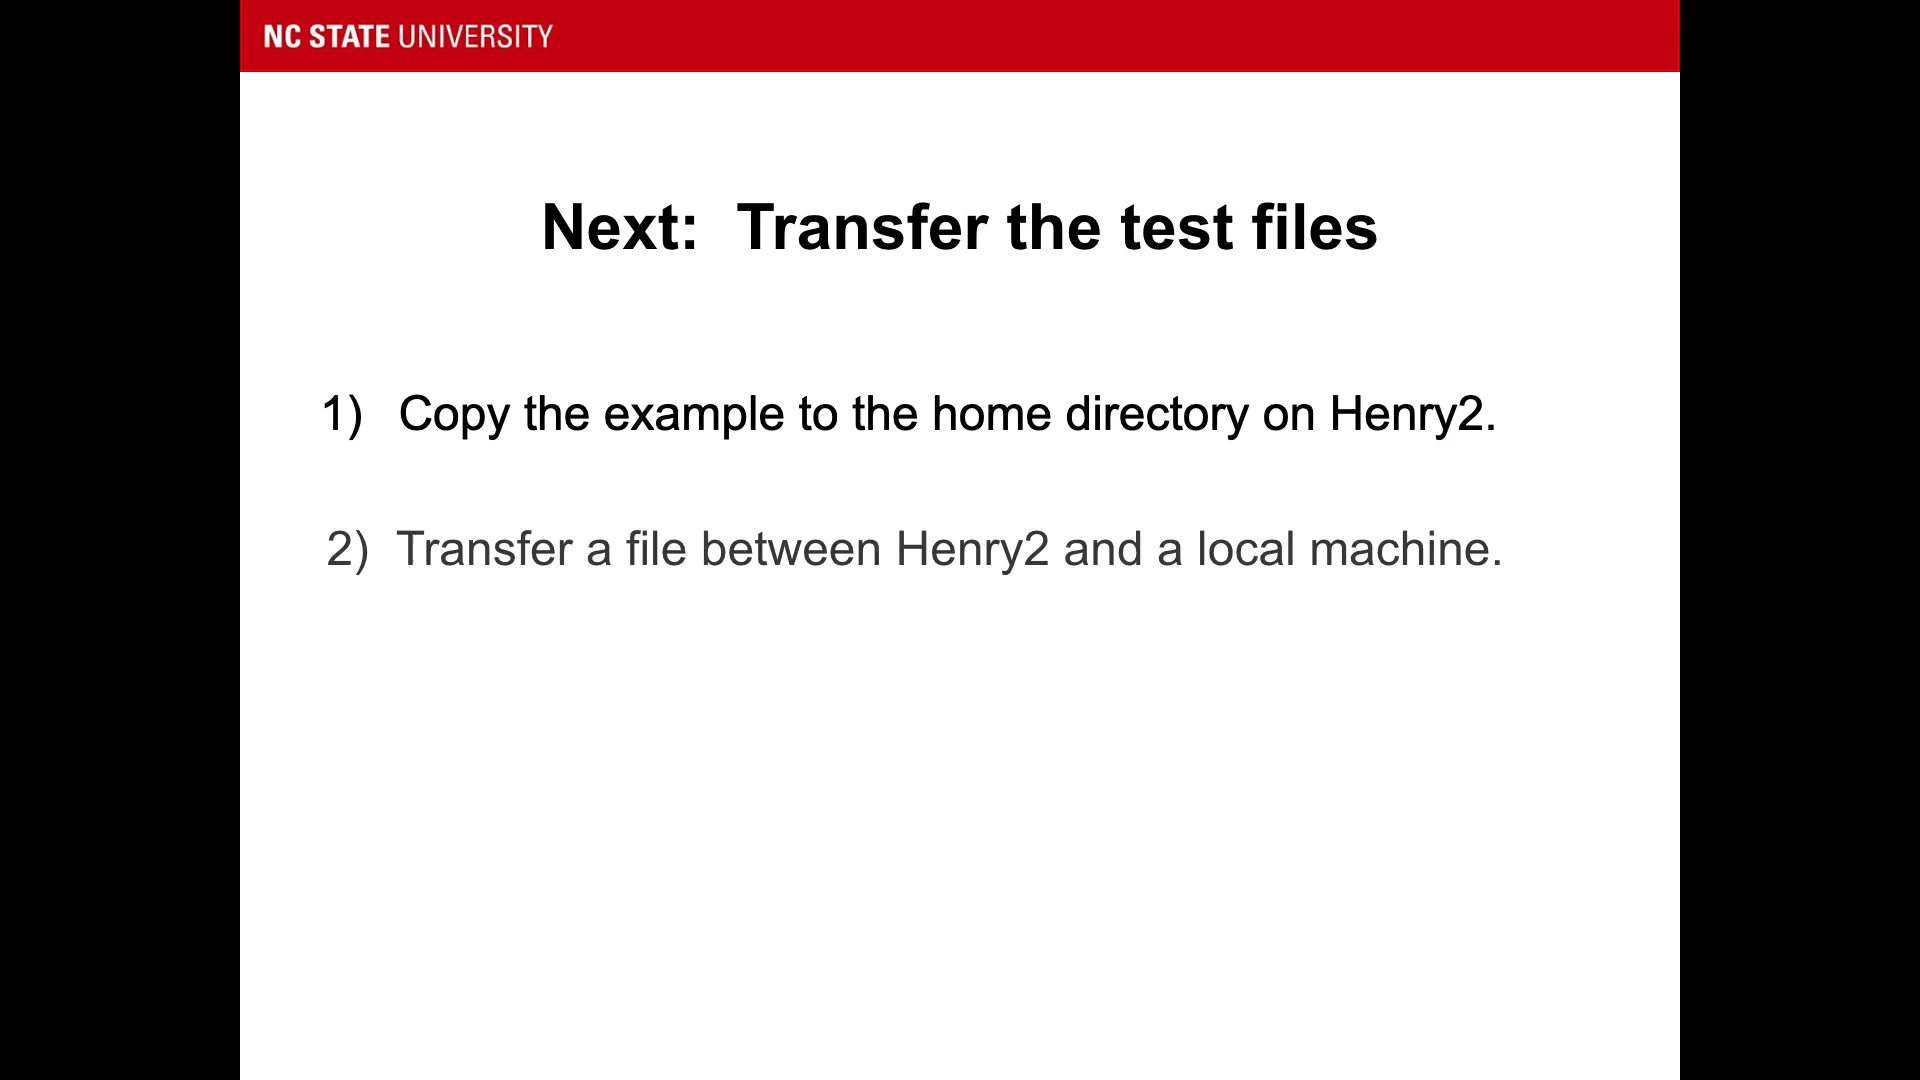 NC STATE UNIVERSITY
Next:  Transfer the test files
1)  Copy the example to the home directory on Henry2.
2)  Transfer a file between Henry2 and a local machine.